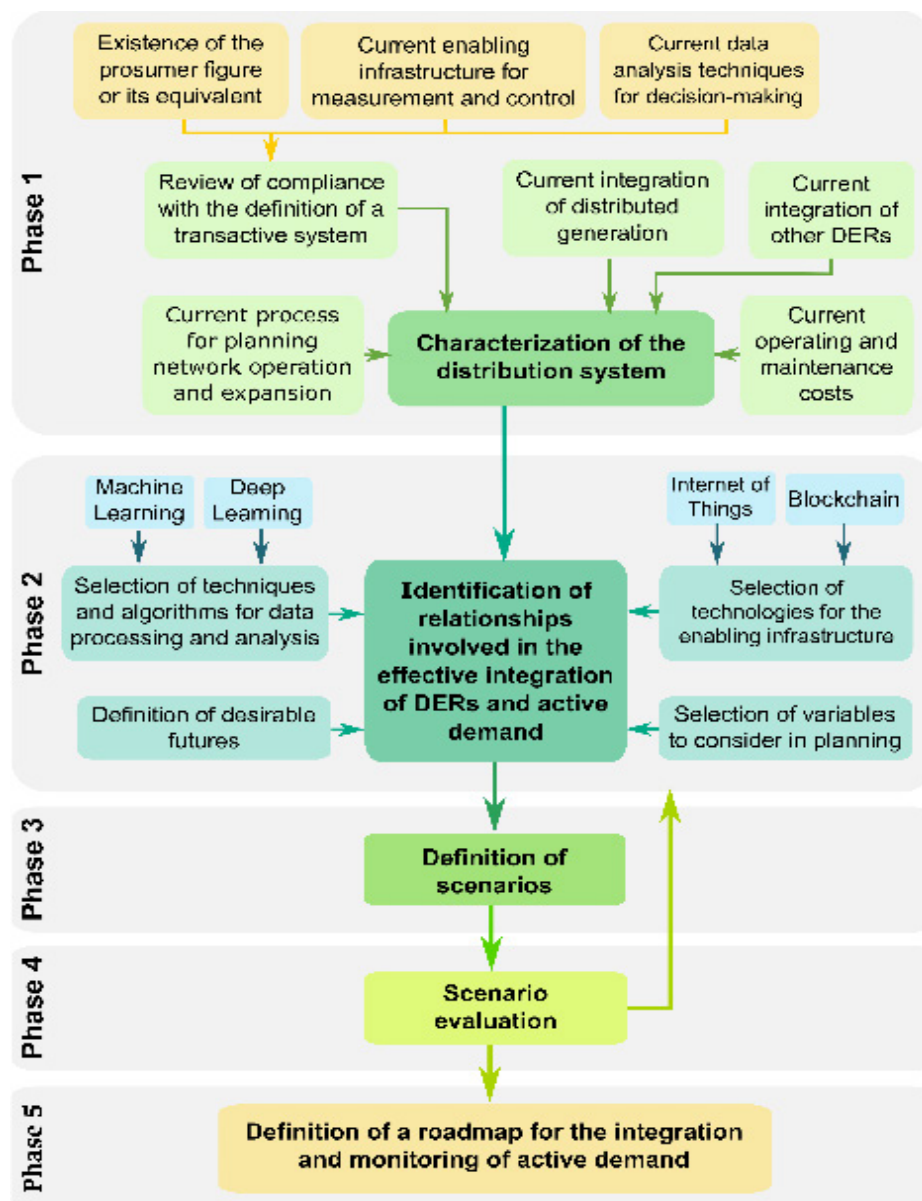 Phase 1
Existence of the
prosumer figure
or its equivalent
Current enabling
infrastructure for
measurement and control
Current data
analysis techniques
for decision-making
Review of compliance
with the definition of a
transactive system
Current integration
of distributed
generation
Current
integration of
other DERs
Current process
for planning
network operation
and expansion
Characterization of the
distribution system
Current
operating and
maintenance
costs
Phase 2
Machine
Learning
Deep
Learning
Internet of
Things
Blockchain
Selection of techniques
and algorithms for data
processing and analysis
Identification of
relationships
involved in the
effective integration
of DERs and active
demand
Selection of
technologies for the
enabling infrastructure
Definition of desirable
futures
Selection of variables
to consider in planning
Phase 3
Definition of
scenarios
Phase 4
Scenario
evaluation
Phase 5
Definition of a roadmap for the integration
and monitoring of active demand